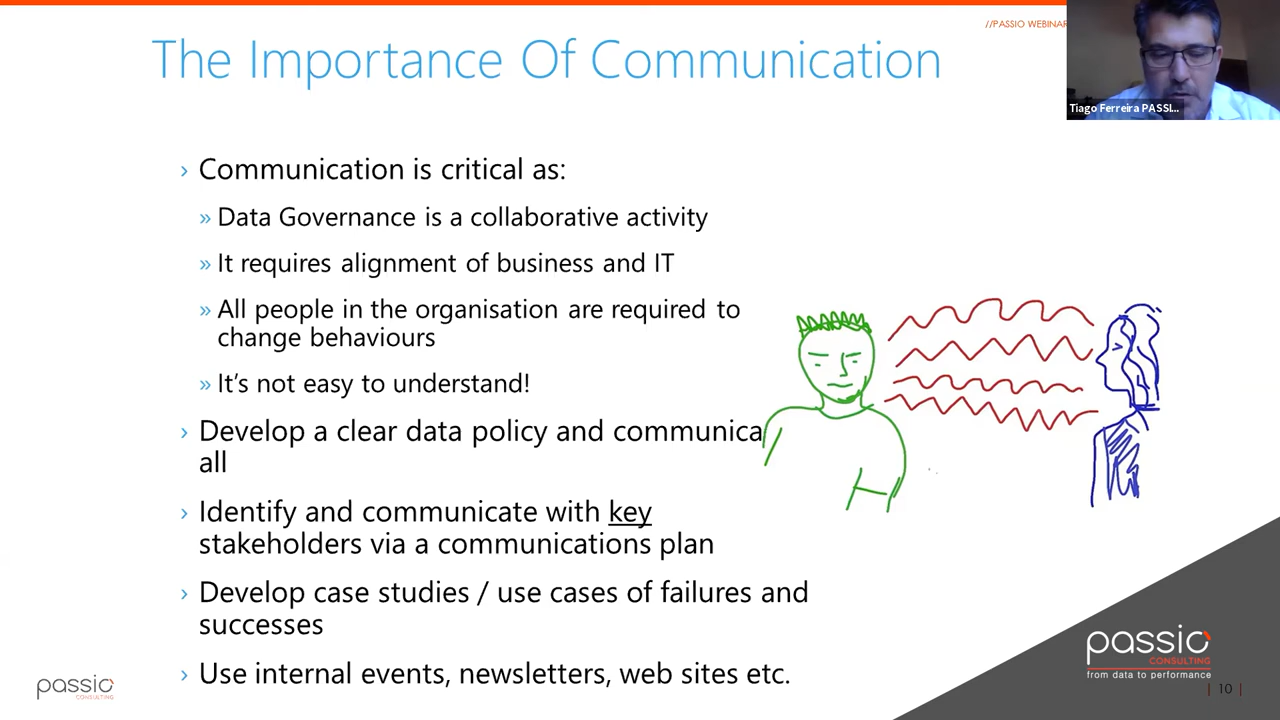 //PASSIO WEBINAR
The Importance Of Communication
Tiago Ferreira PASSI...
› Communication is critical as:
» Data Governance is a collaborative activity
» It requires alignment of business and IT
» All people in the organisation are required to
change behaviours
» It's not easy to understand!
› Develop a clear data policy and communica
all
› Identify and communicate with key
stakeholders via a communications plan
› Develop case studies / use cases of failures and
successes
› Use internal events, newsletters, web sites etc.
passio
CONSULTING
passio
CONSULTING
from data to performance
| 10 |